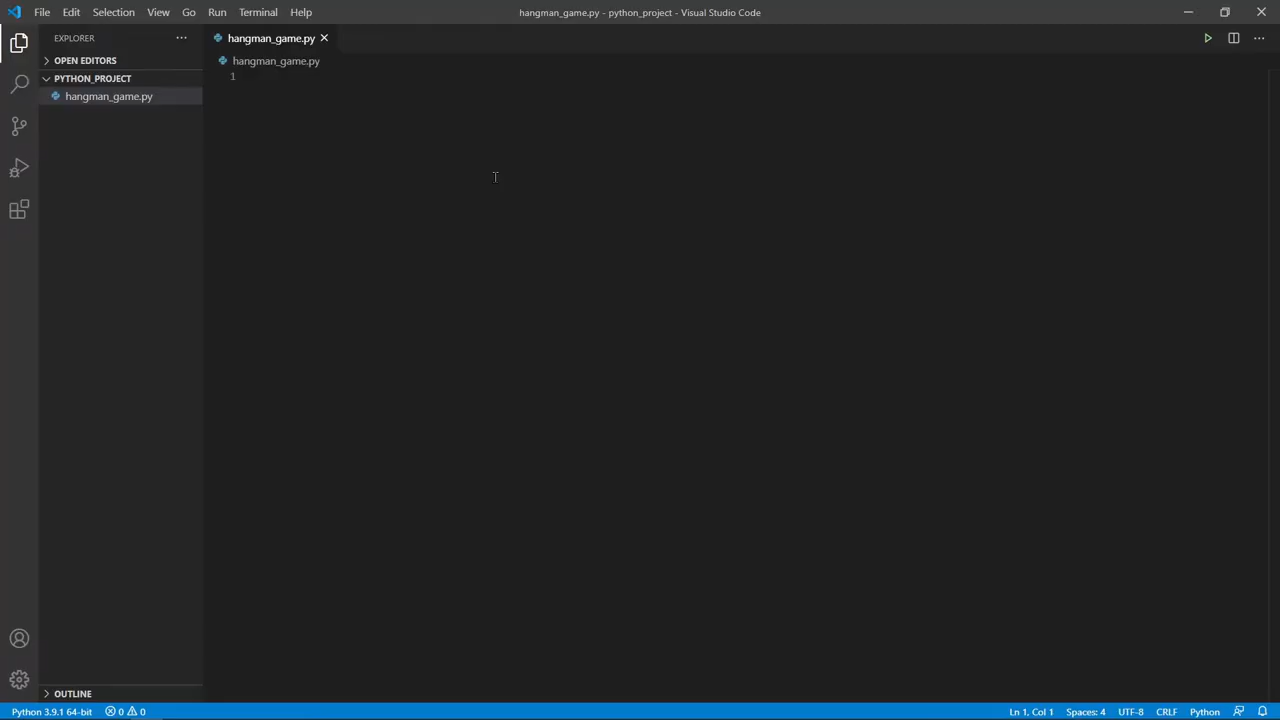 File Edit Selection View Go Run Terminal Help
hangman_game.py - python_project - Visual Studio Code
EXPLORER
hangman_game.py
OPEN EDITORS
hangman_game.py
PYTHON_PROJECT
1
hangman_game.py
OUTLINE
Python 3.9.1 64-bit 0 0
Ln 1, Col 1 Spaces: 4 UTF-8 CRLF Python